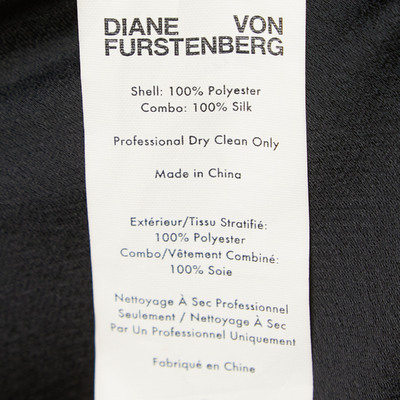 DIANE VON
FURSTENBERG
Shell: 100% Polyester
Combo: 100% Silk
Professional Dry Clean Only
Made in China
Extérieur/Tissu Stratifié:
100% Polyester
Combo/Vêtement Combiné:
100% Soie
Nettoyage À Sec Professionnel
Seulement / Nettoyage À Sec
Par Un Professionnel Uniquement
Fabriqué en Chine